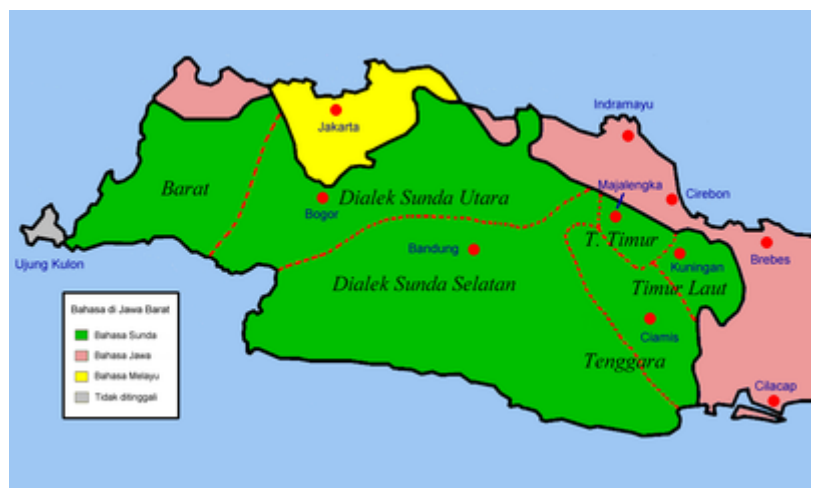 Indramayu
Jakarta
Majalengka
Barat
Dialek Sunda Utara
Cirebon
Bogor
T. Timur
Bandung
Kuningan
Brebes
Ujung Kulon
Dialek Sunda Selatan
Timur Laut
Ciamis
Tenggara
Cilacap
Bahasa di Jawa Barat
Bahasa Sunda
Bahasa Jawa
Bahasa Melayu
Tidak ditinggali